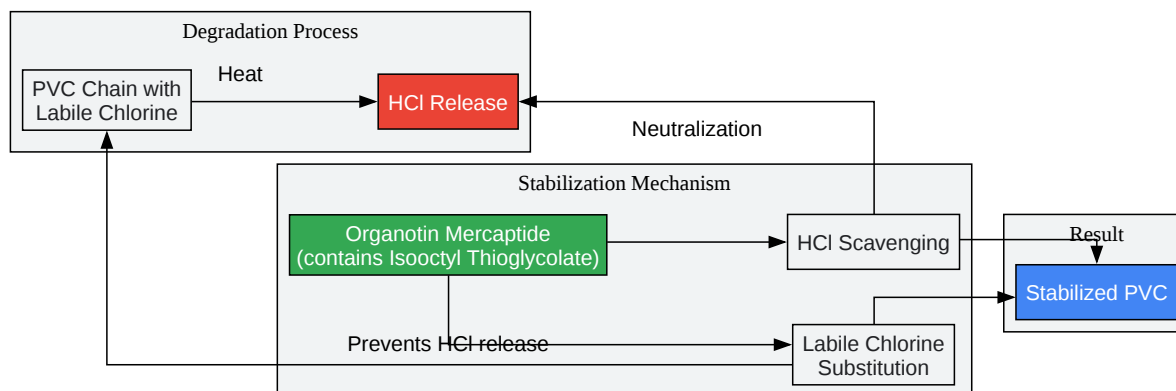 Degradation Process
PVC Chain with
Labile Chlorine
Heat
HCl Release
Neutralization
Stabilization Mechanism
Organotin Mercaptide
(contains Isooctyl Thioglycolate)
HCl Scavenging
Prevents HCl release
Labile Chlorine
Substitution
Result
Stabilized PVC